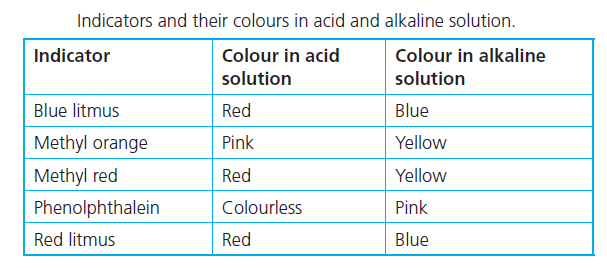 Indicators and their colours in acid and alkaline solution.
Indicator Colour in acid solution Colour in alkaline solution
Blue litmus Red Blue
Methyl orange Pink Yellow
Methyl red Red Yellow
Phenolphthalein Colourless Pink
Red litmus Red Blue